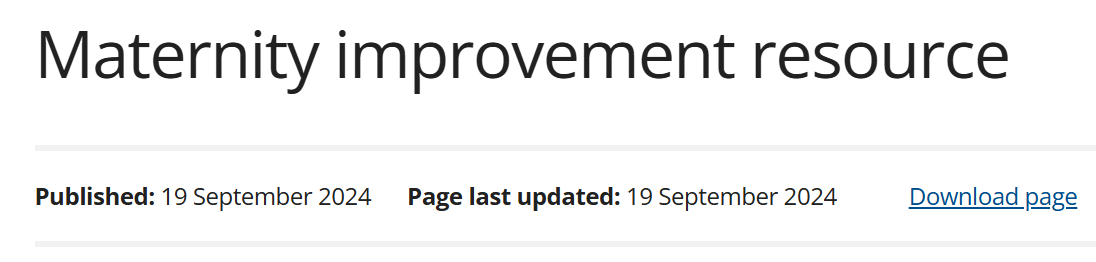 Maternity improvement resource
Published: 19 September 2024 Page last updated: 19 September 2024 Download page